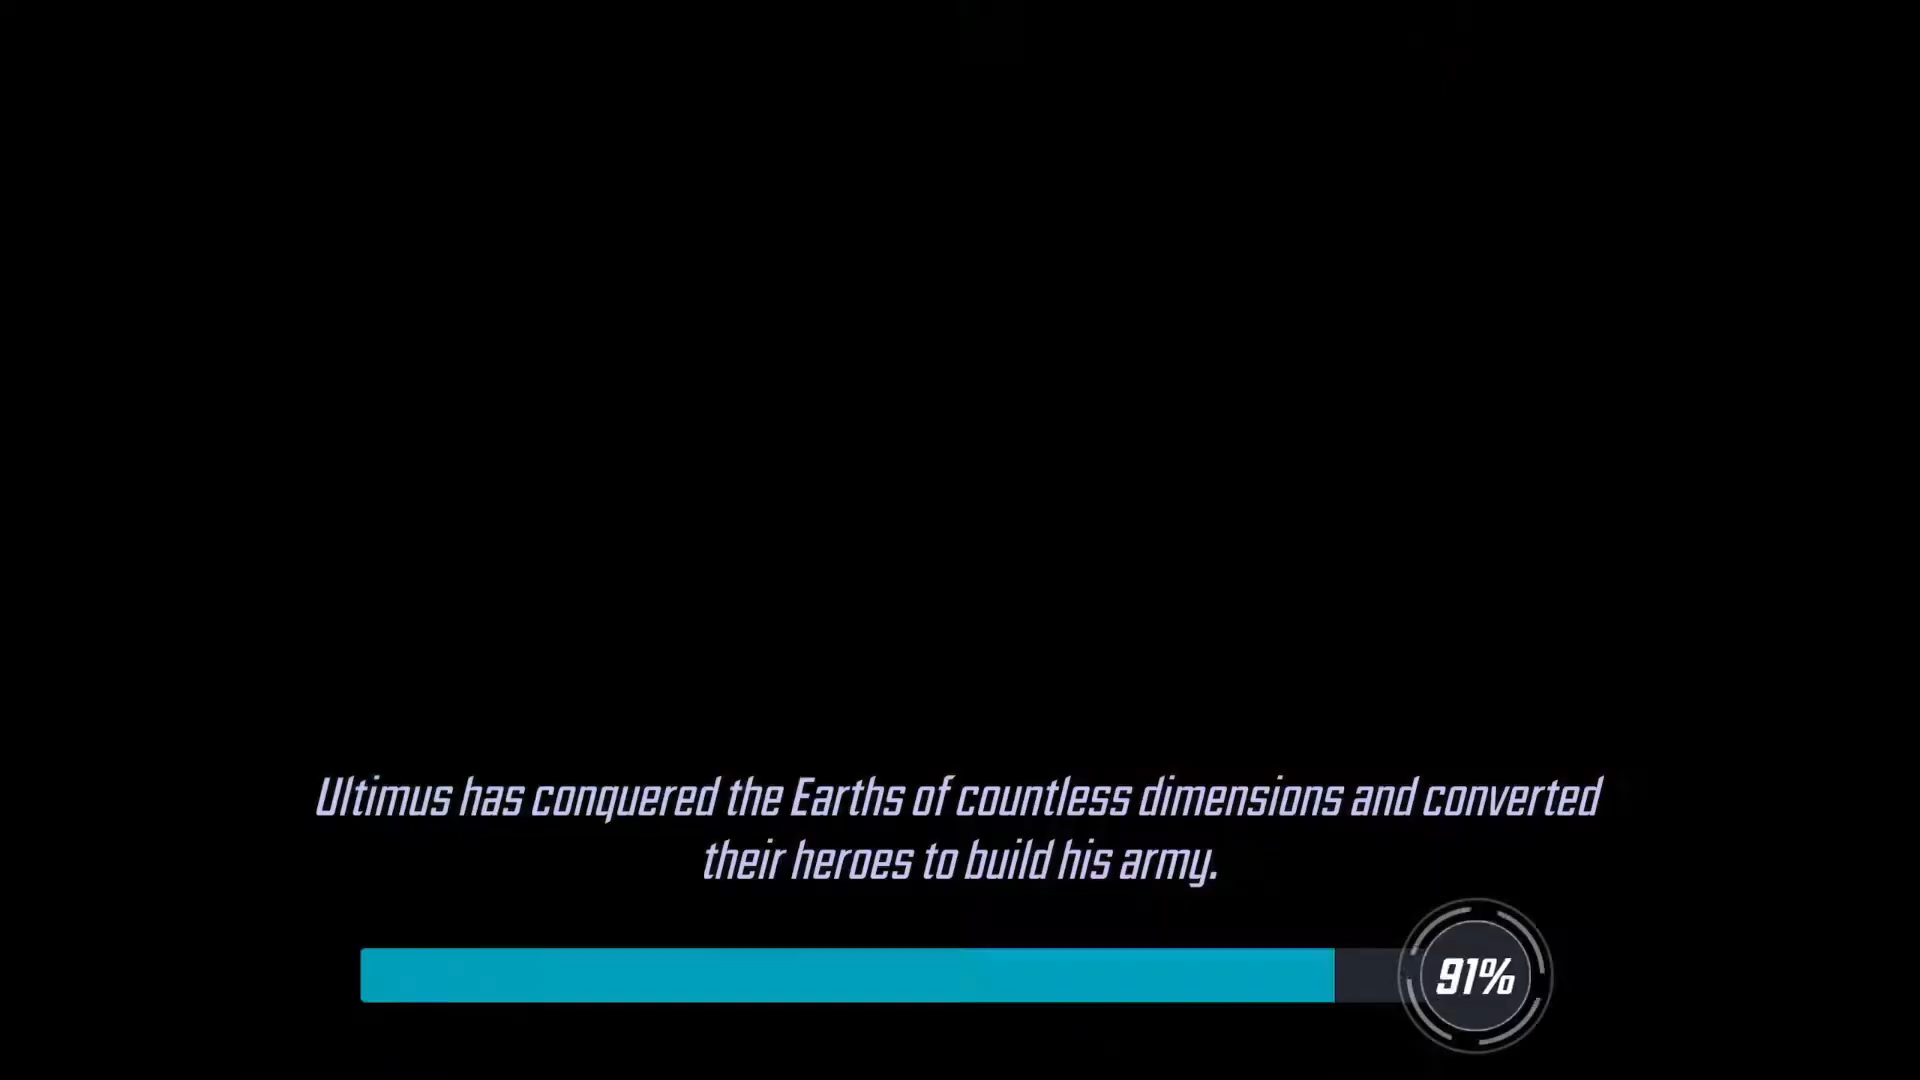 Ultimus has conquered the Earths of countless dimensions and converted
their heroes to build his army.
91%